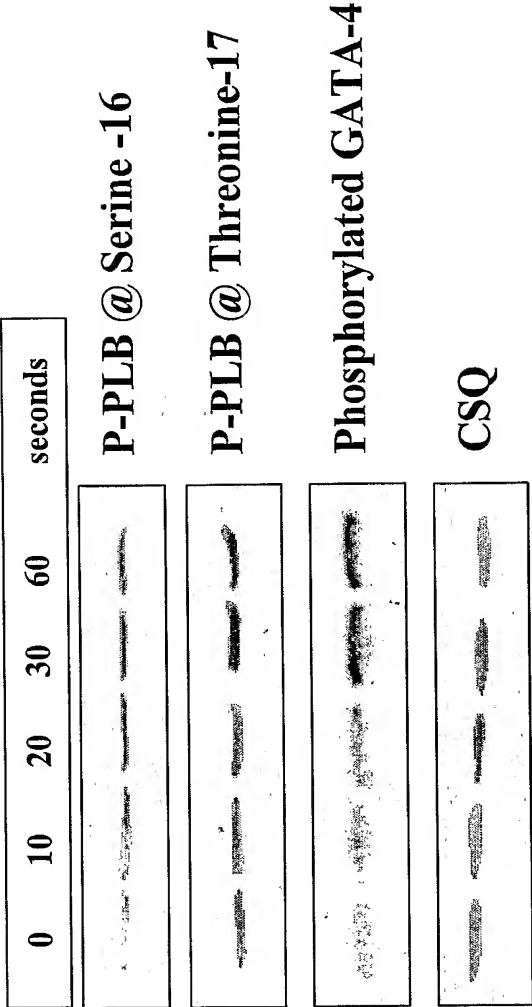 0 10 20 30 60 seconds
P-PLB @ Serine -16
P-PLB @ Threonine-17
Phosphorylated GATA-4
CSQ